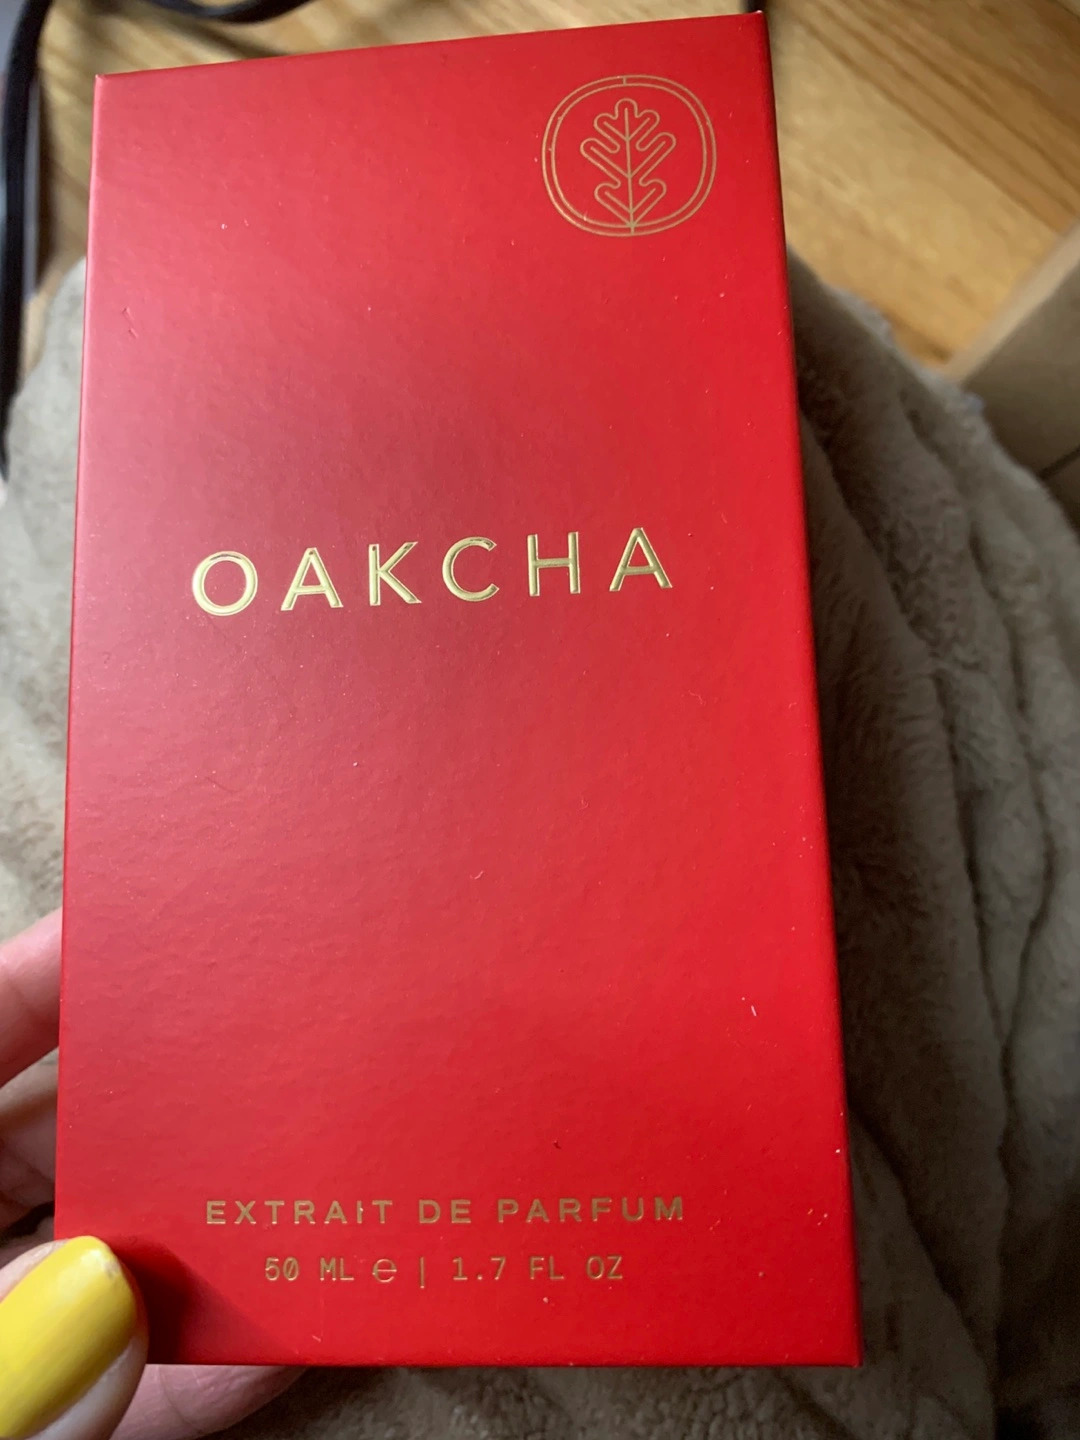 OAKCHA
EXTRAIT DE PARFUM
50 ML ℮ | 1.7 FL OZ